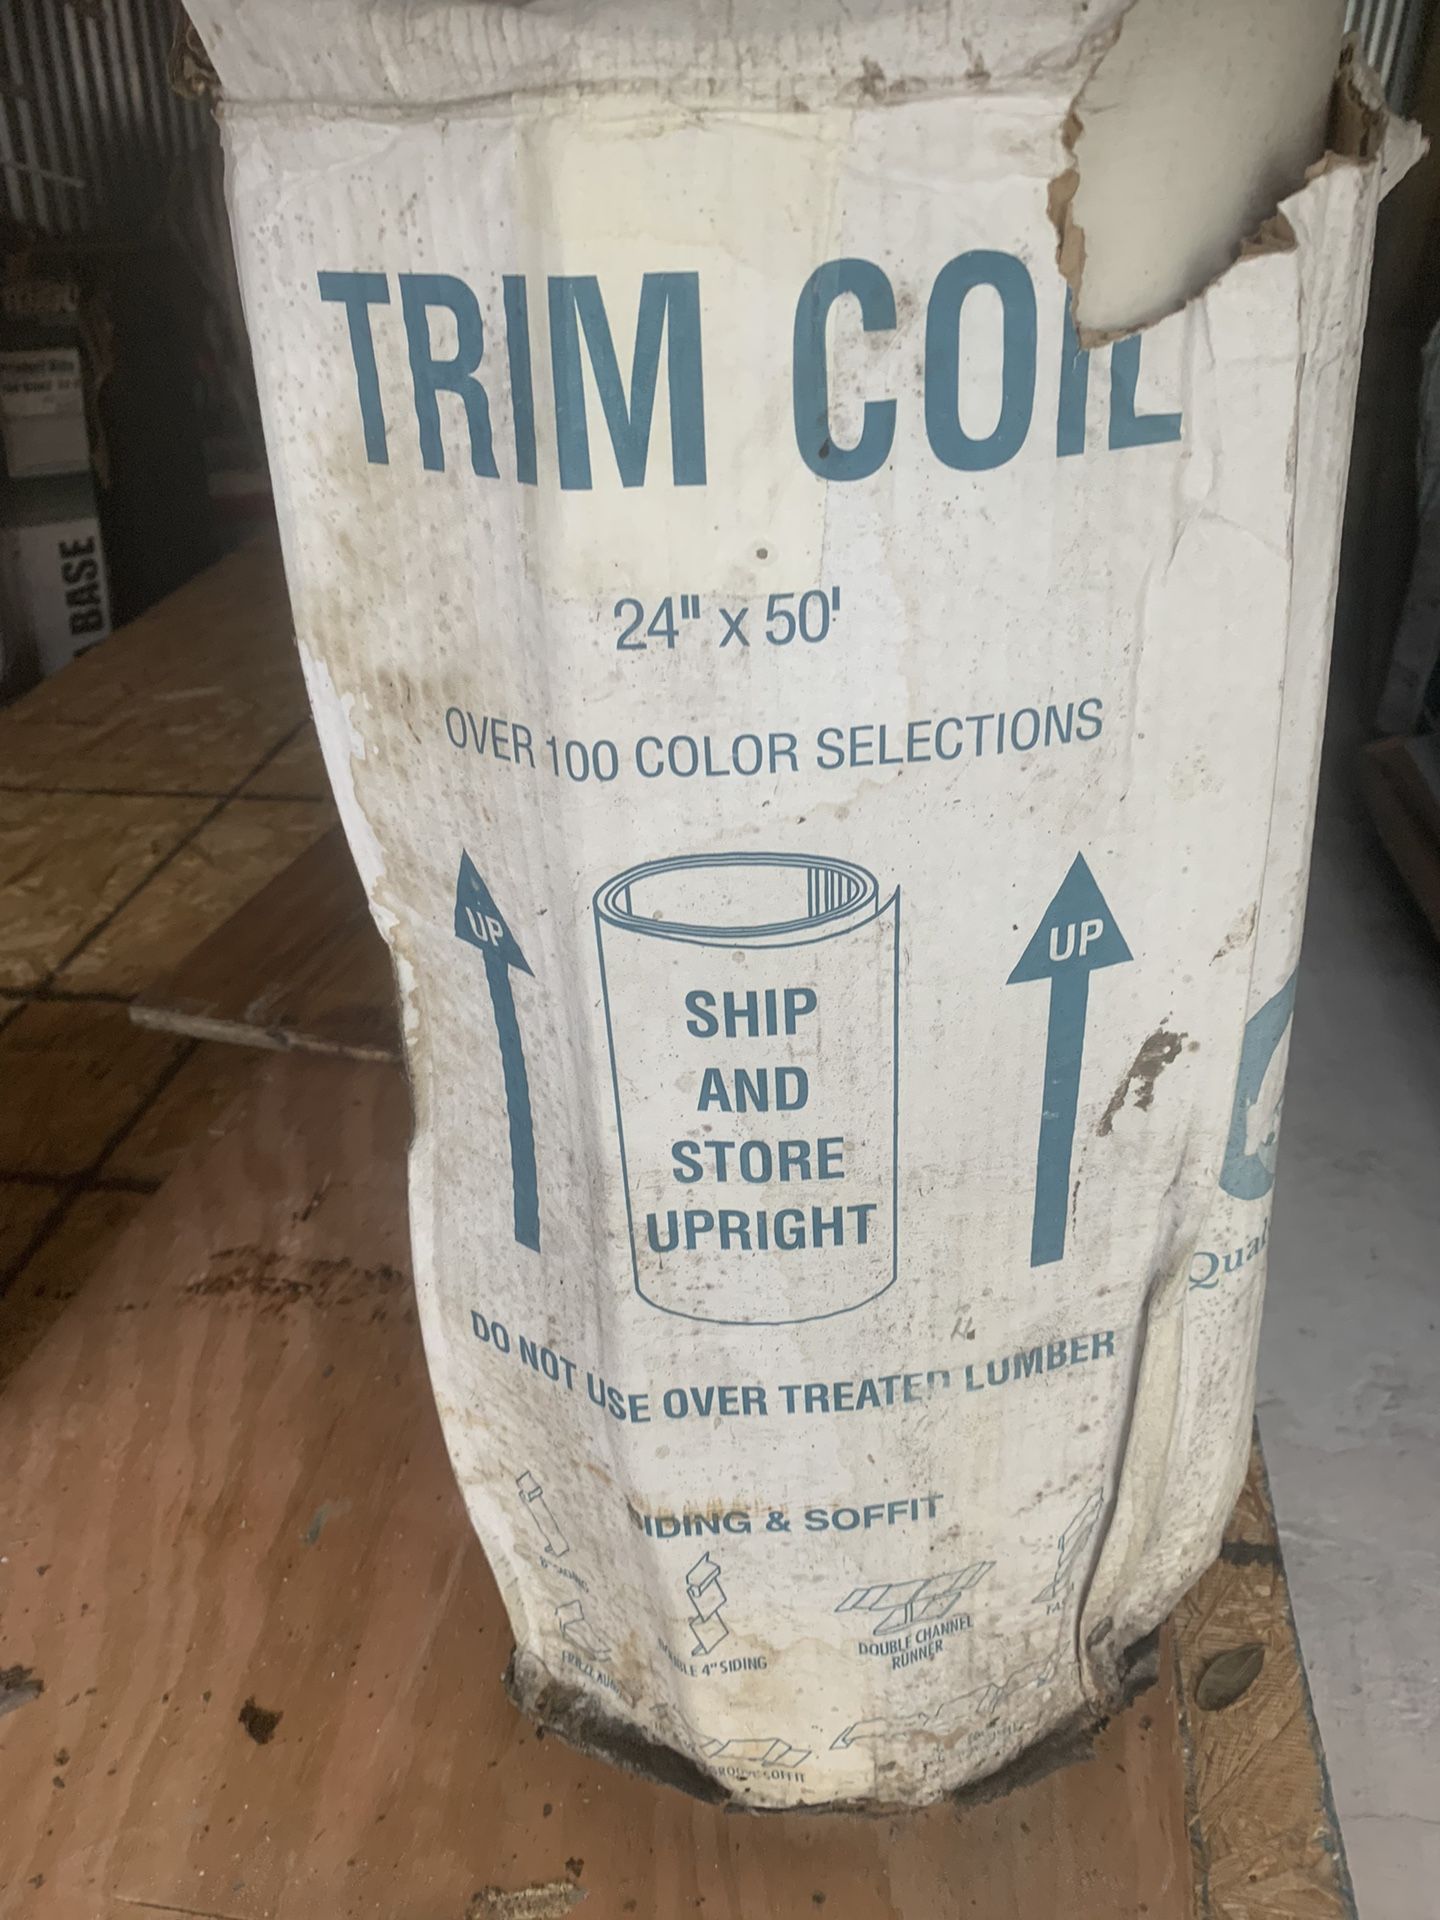 TRIM COIL
24" x 50'
OVER 100 COLOR SELECTIONS
UP
UP
SHIP
AND
STORE
UPRIGHT
DO NOT USE OVER TREATED LUMBER
SIDING & SOFFIT
DOUBLE 4" SIDING
DOUBLE CHANNEL
RUNNER
BASE